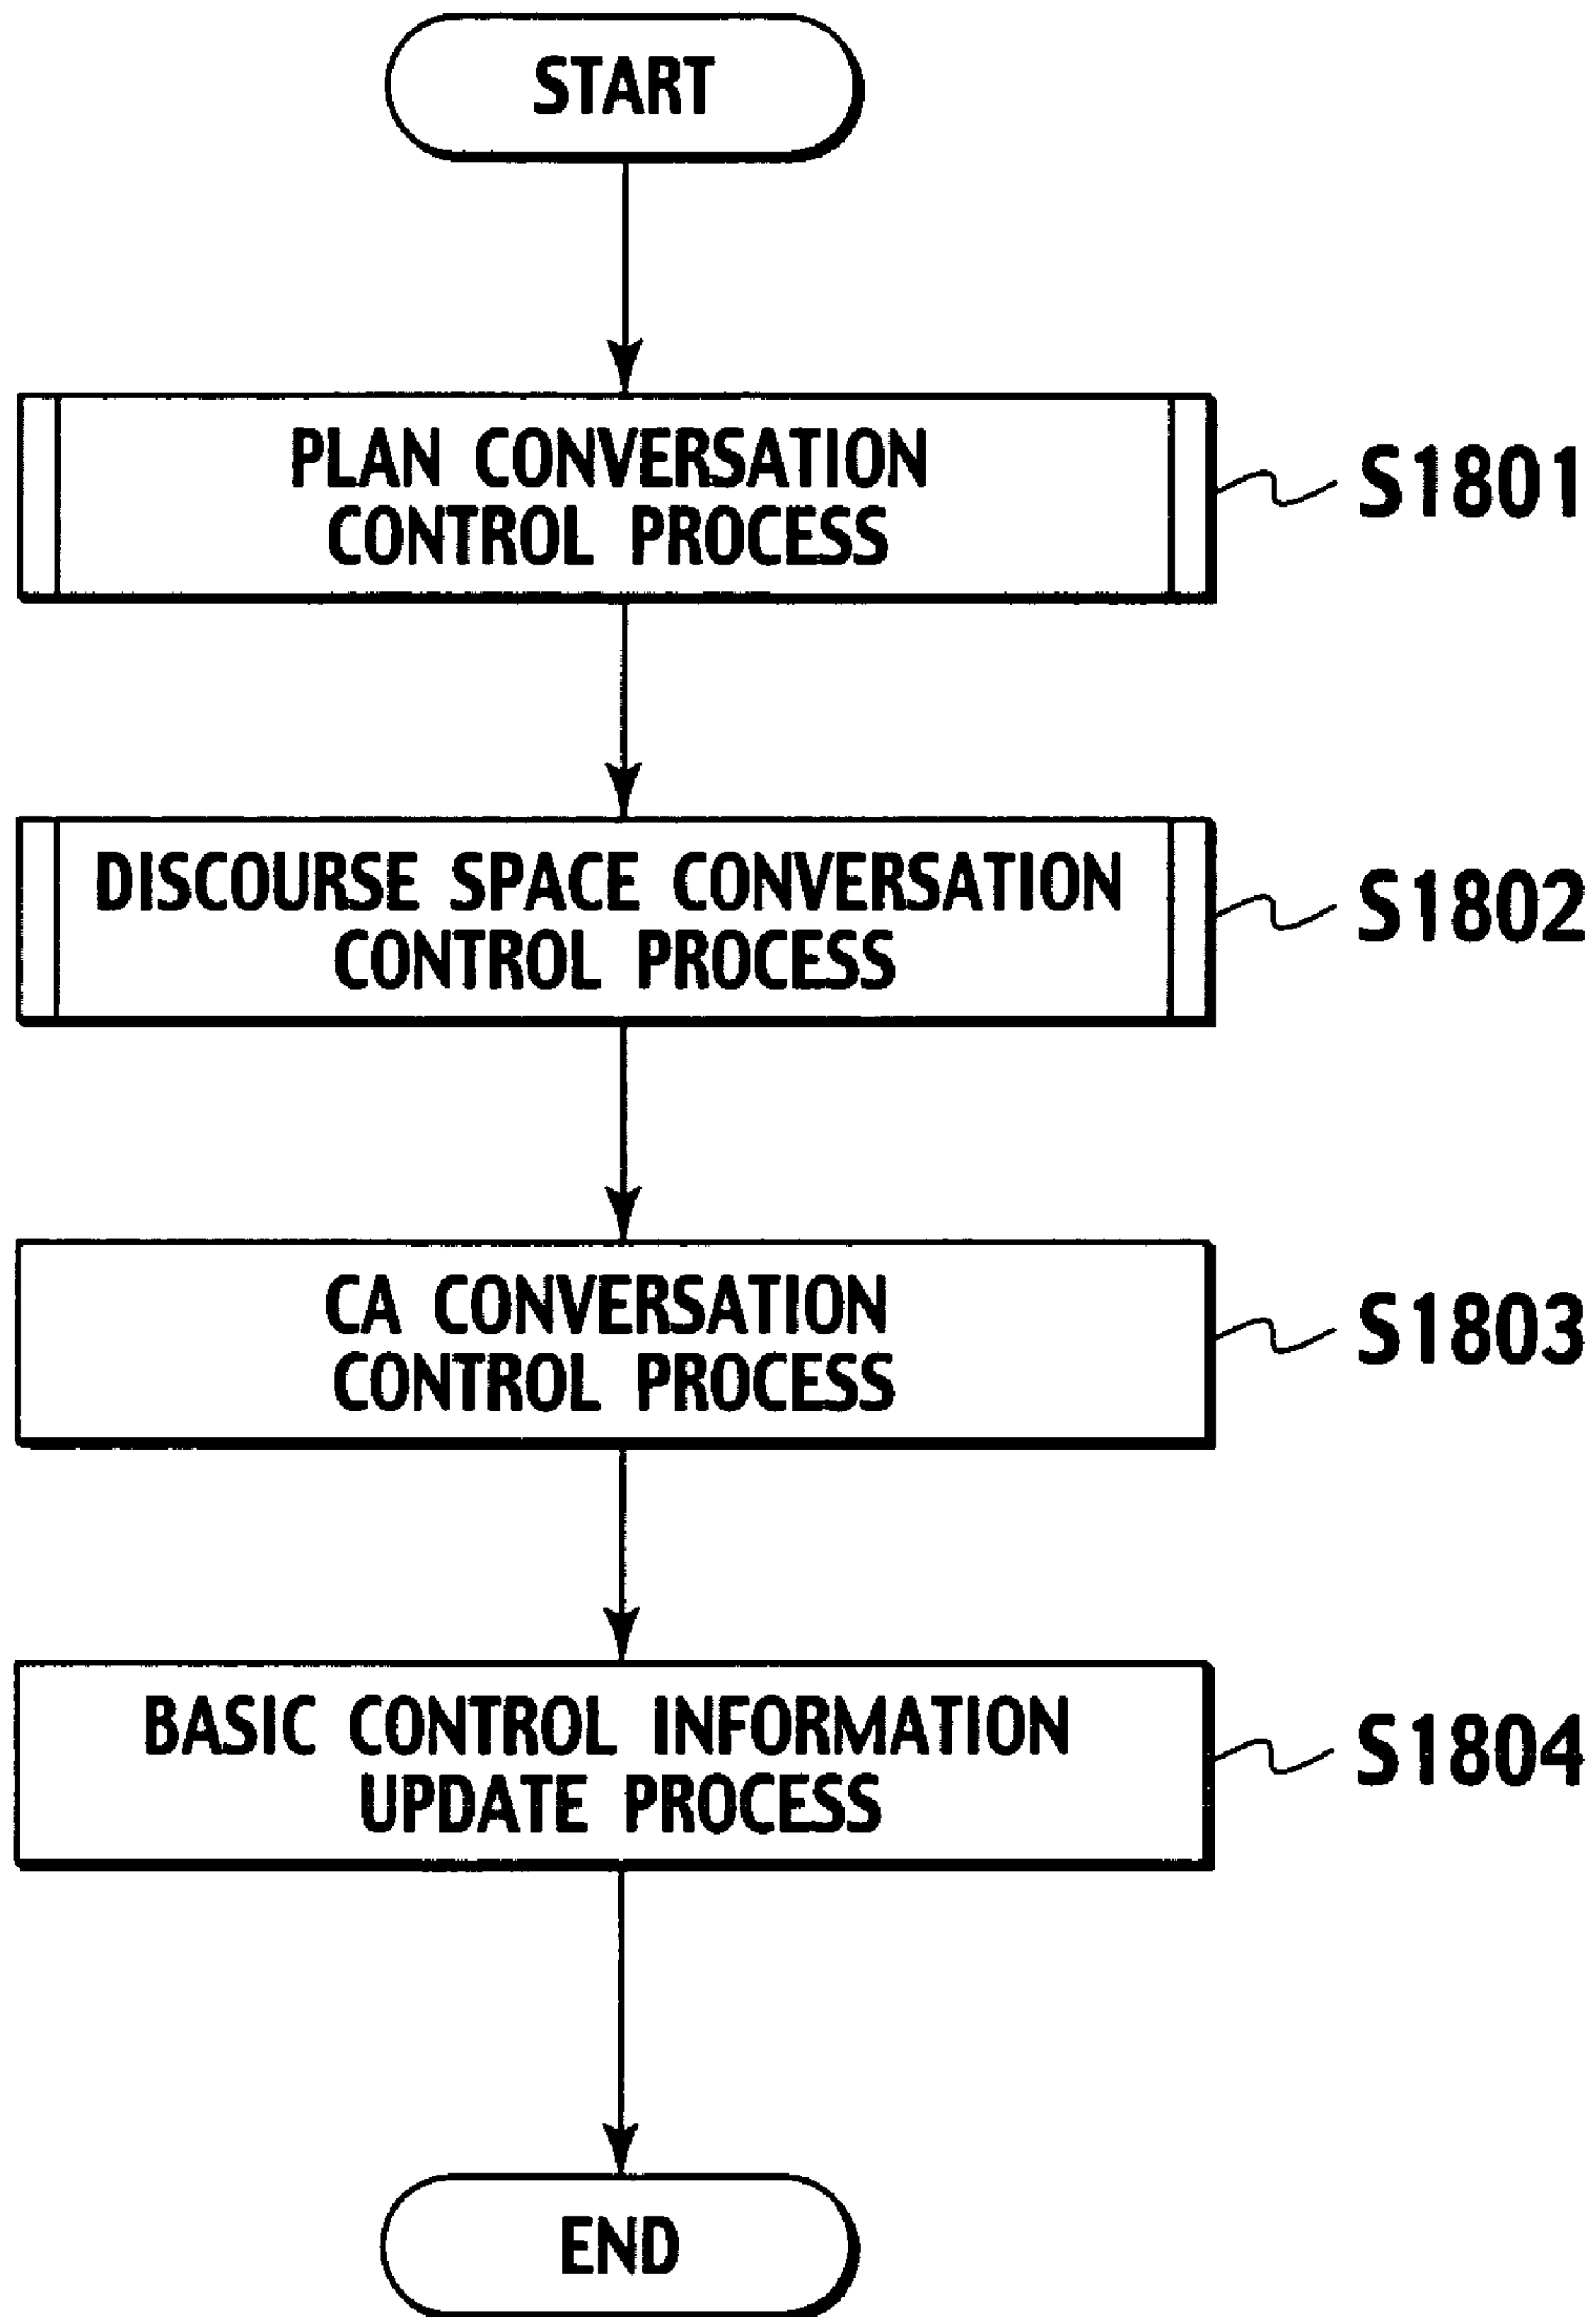 START
PLAN CONVERSATION
CONTROL PROCESS
S1801
DISCOURSE SPACE CONVERSATION
CONTROL PROCESS
S1802
CA CONVERSATION
CONTROL PROCESS
S1803
BASIC CONTROL INFORMATION
UPDATE PROCESS
S1804
END